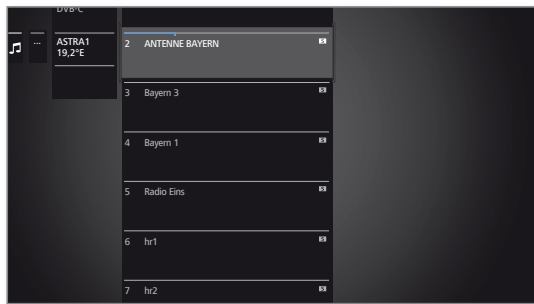 DVB-C
... ASTRA1
19,2°E
2 ANTENNE BAYERN S
3 Bayern 3 S
4 Bayern 1 S
5 Radio Eins S
6 hr1 S
7 hr2 S